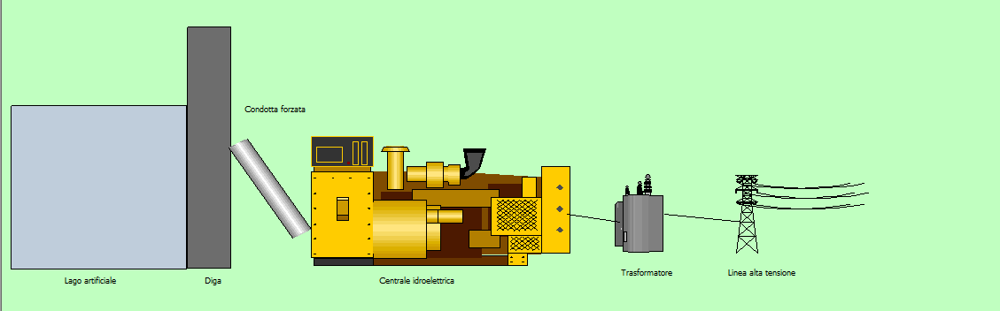 Condotta forzata
Lago artificiale
Diga
Centrale idroelettrica
Trasformatore
Linea alta tensione